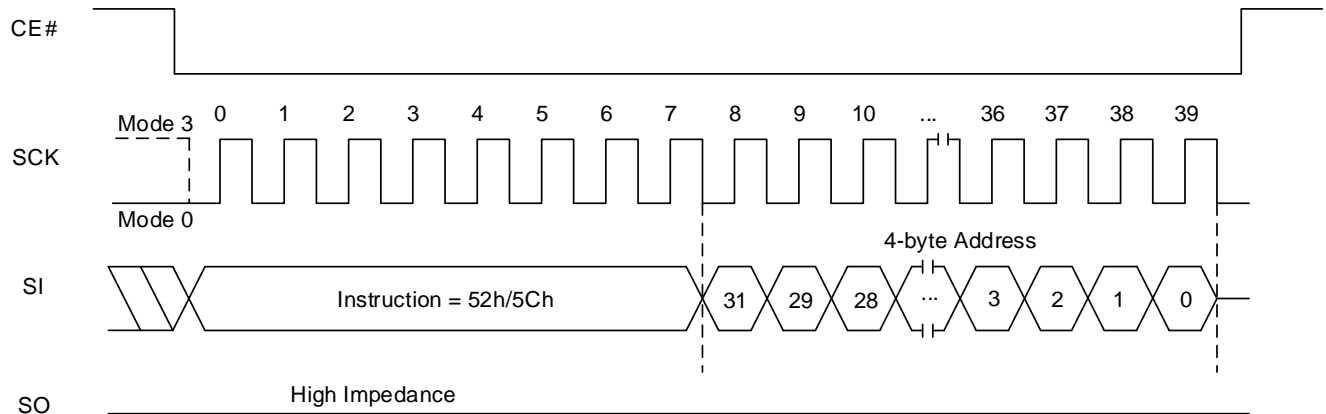 CE#
0 1 2 3 4 5 6 7 8 9 10 ... 36 37 38 39
Mode 3
SCK
Mode 0
4-byte Address
SI
Instruction = 52h/5Ch 31 29 28 ... 3 2 1 0
High Impedance
SO